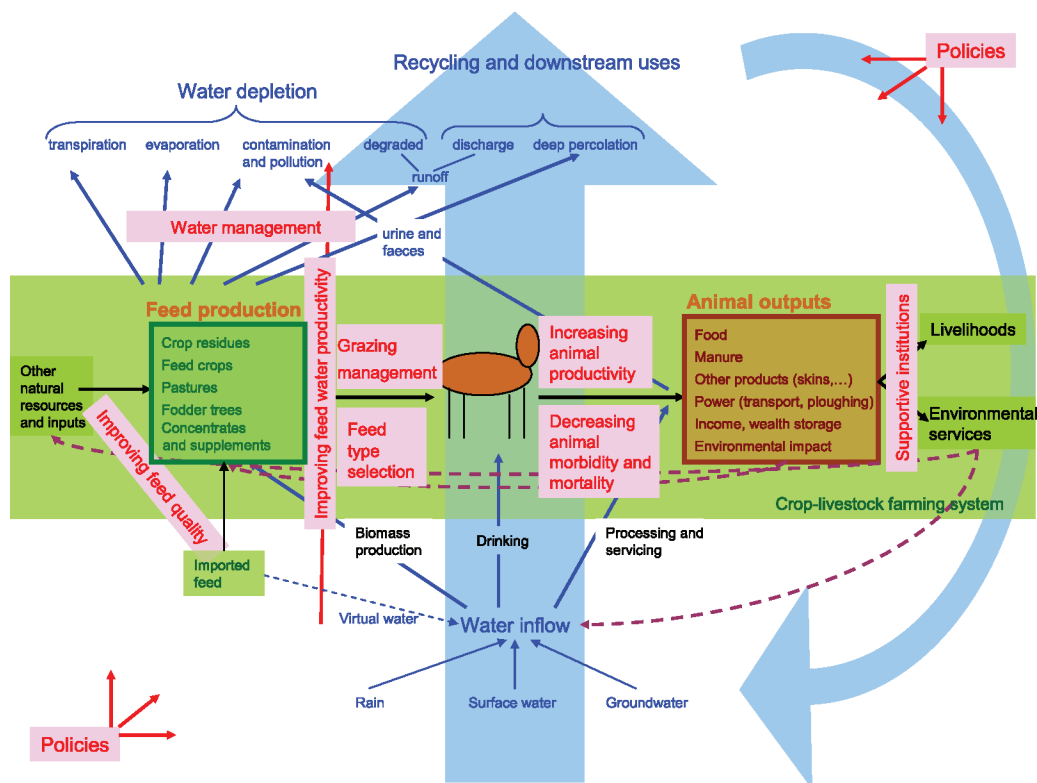 Recycling and downstream uses
Policies
Water depletion
transpiration
evaporation
contamination
and pollution
degraded
discharge
deep percolation
runoff
Water management
urine and
faeces
Feed production
Animal outputs
Crop residues
Feed crops
Pastures
Fodder trees
Concentrates
and supplements
Improving feed water productivity
Grazing
management
Feed
type
selection
Increasing
animal
productivity
Decreasing
animal
morbidity and
mortality
Food
Manure
Other products (skins,...)
Power (transport, ploughing)
Income, wealth storage
Environmental impact
Supportive institutions
Livelihoods
Environmental
services
Other
natural
resources
and inputs
Improving feed quality
Crop-livestock farming system
Imported
feed
Biomass
production
Drinking
Processing and
servicing
Virtual water
Water inflow
Rain
Surface water
Groundwater
Policies